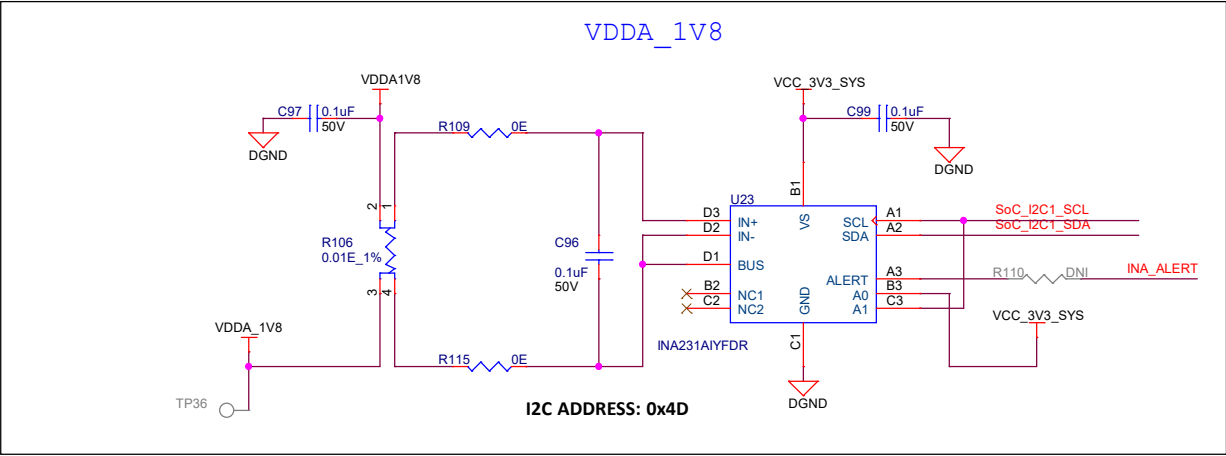 VDDA_1V8
VDDA1V8
VCC_3V3_SYS
C97 0.1uF
50V
DGND
C99 0.1uF
50V
DGND
R109 0E
B1
U23
2 1
D3 IN+
D2 IN-
D1 BUS
B2 NC1
C2 NC2
VS
GND
SCL A1
SDA A2
ALERT A3
A0 B3
A1 C3
SoC_I2C1_SCL
SoC_I2C1_SDA
R110 DNI INA_ALERT
R106
0.01E_1%
C96
0.1uF
50V
3 4
VCC_3V3_SYS
VDDA_1V8
C1
INA231AIYFDR
R115 0E
TP36
I2C ADDRESS: 0x4D
DGND